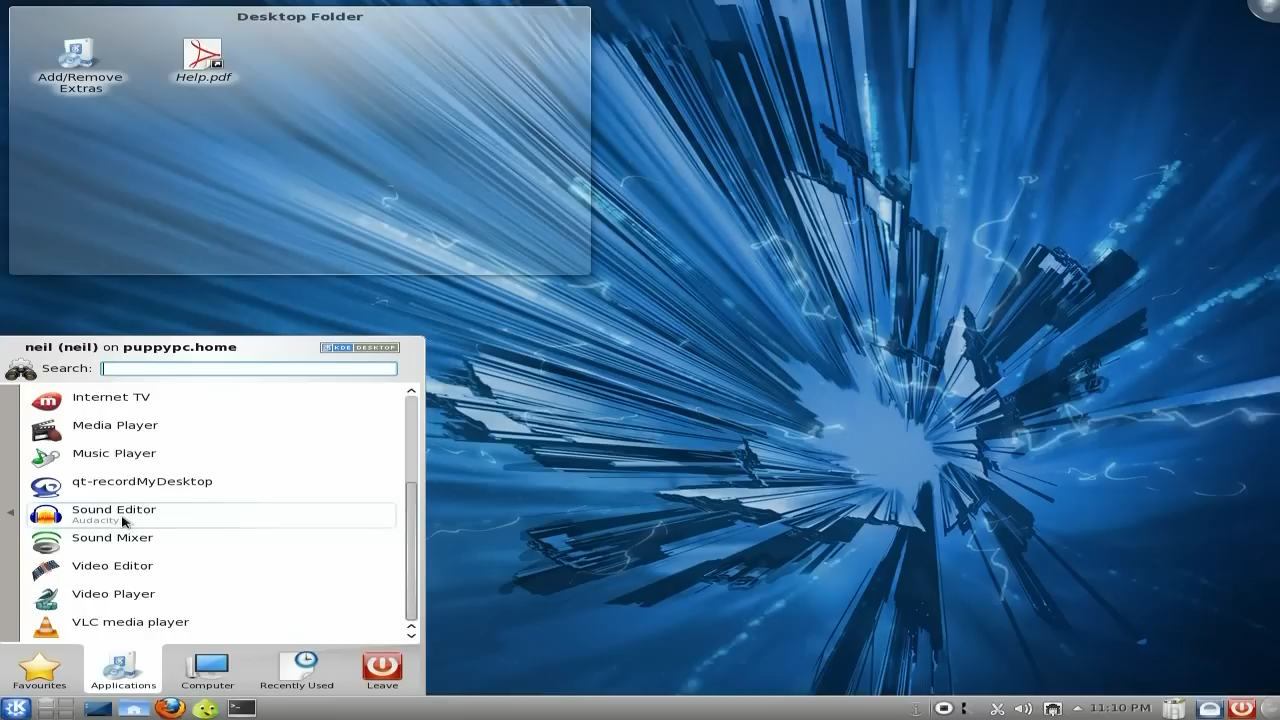 Desktop Folder
Add/Remove
Extras
Help.pdf
neil (neil) on puppypc.home
KDE DESKTOP
Search:
Internet TV
Media Player
Music Player
qt-recordMyDesktop
Sound Editor
Audacity
Sound Mixer
Video Editor
Video Player
VLC media player
Favourites
Applications
Computer
Recently Used
Leave
11:10 PM